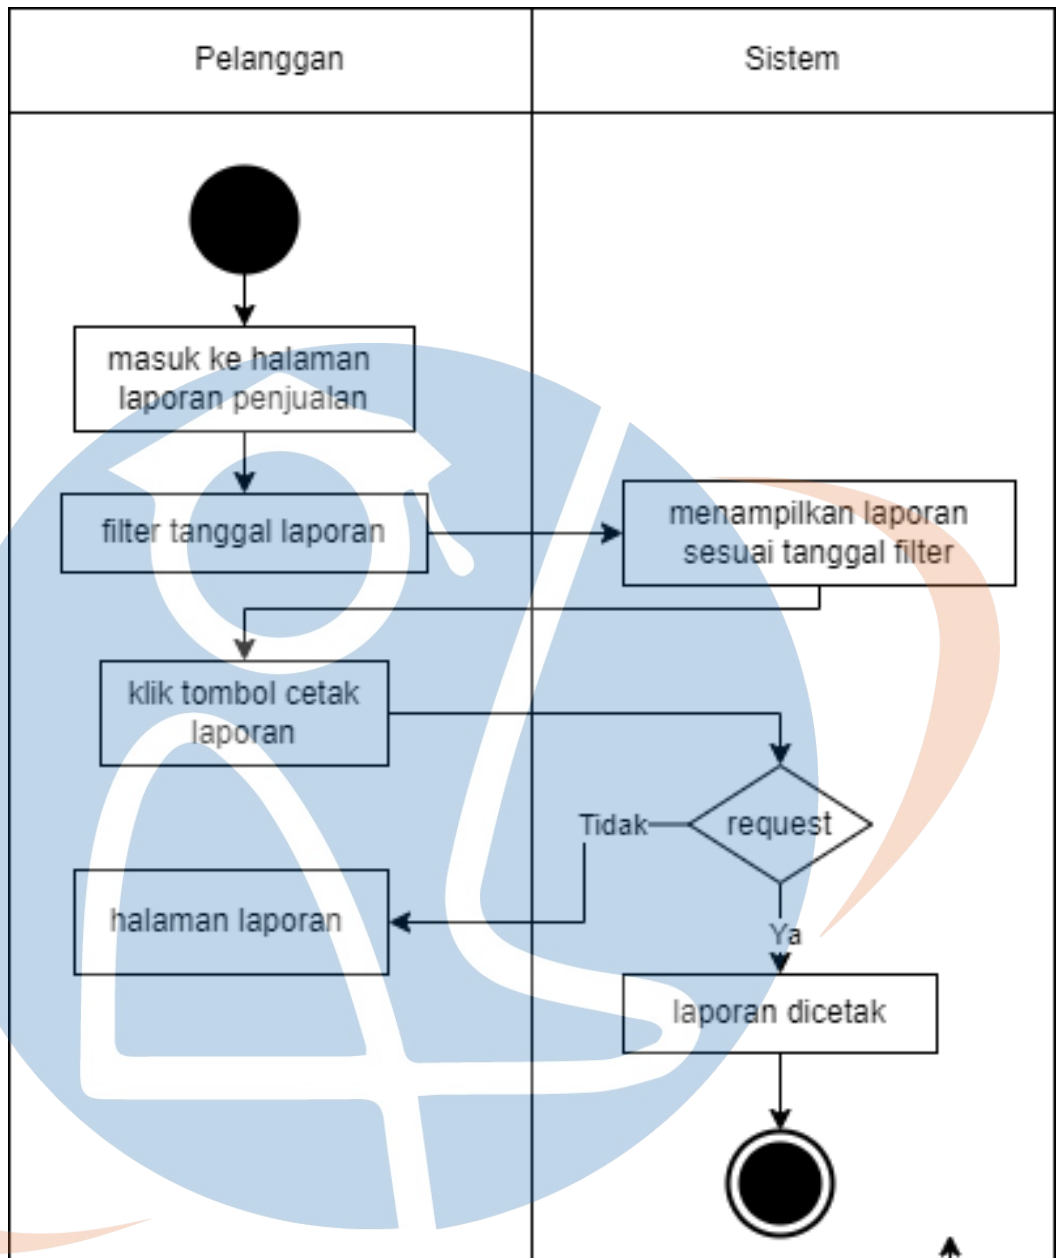 Pelanggan
Sistem
masuk ke halaman
laporan penjualan
filter tanggal laporan
menampilkan laporan
sesuai tanggal filter
klik tombol cetak
laporan
Tidak
request
halaman laporan
Ya
laporan dicetak